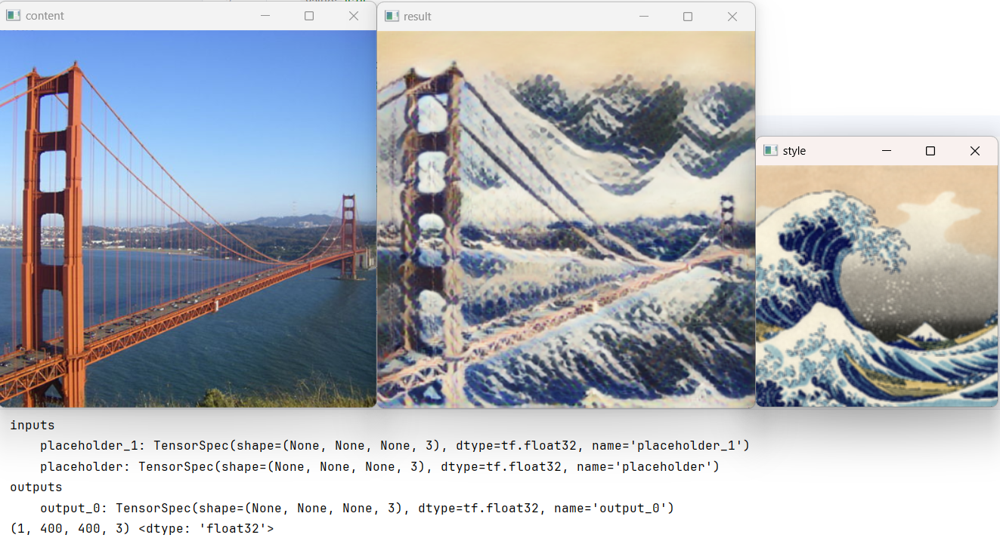 content
result
style
inputs
placeholder_1: TensorSpec(shape=(None, None, None, 3), dtype=tf.float32, name='placeholder_1')
placeholder: TensorSpec(shape=(None, None, None, 3), dtype=tf.float32, name='placeholder')
outputs
output_0: TensorSpec(shape=(None, None, None, 3), dtype=tf.float32, name='output_0')
(1, 400, 400, 3) <dtype: 'float32'>